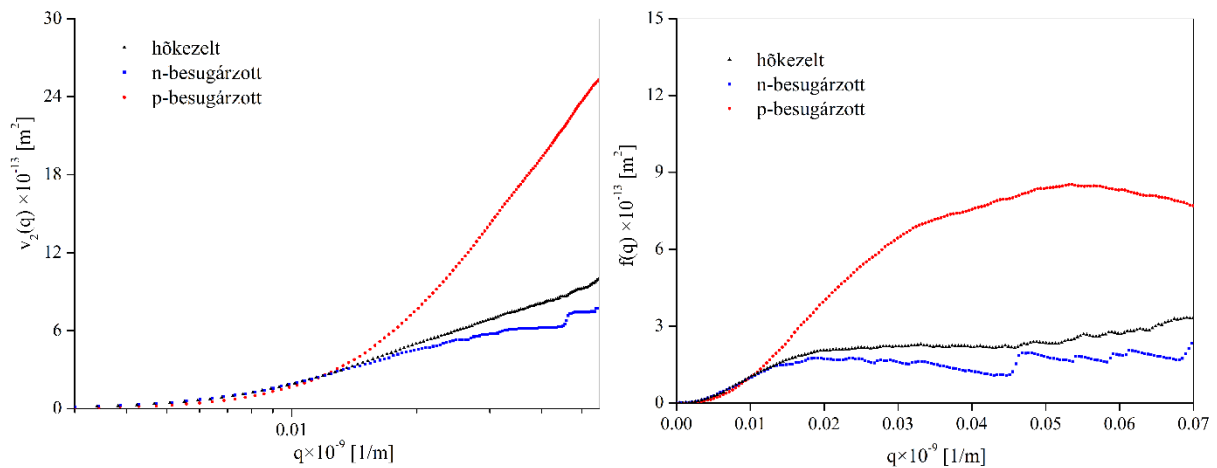 30
24
18
12
6
0
v₂(q) ×10⁻¹³ [m²]
hõkezelt
n-besugárzott
p-besugárzott
0.01
q×10⁻⁹ [1/m]
15
12
9
6
3
0
f(q) ×10⁻¹³ [m²]
hõkezelt
n-besugárzott
p-besugárzott
0.00 0.01 0.02 0.03 0.04 0.05 0.06 0.07
q×10⁻⁹ [1/m]